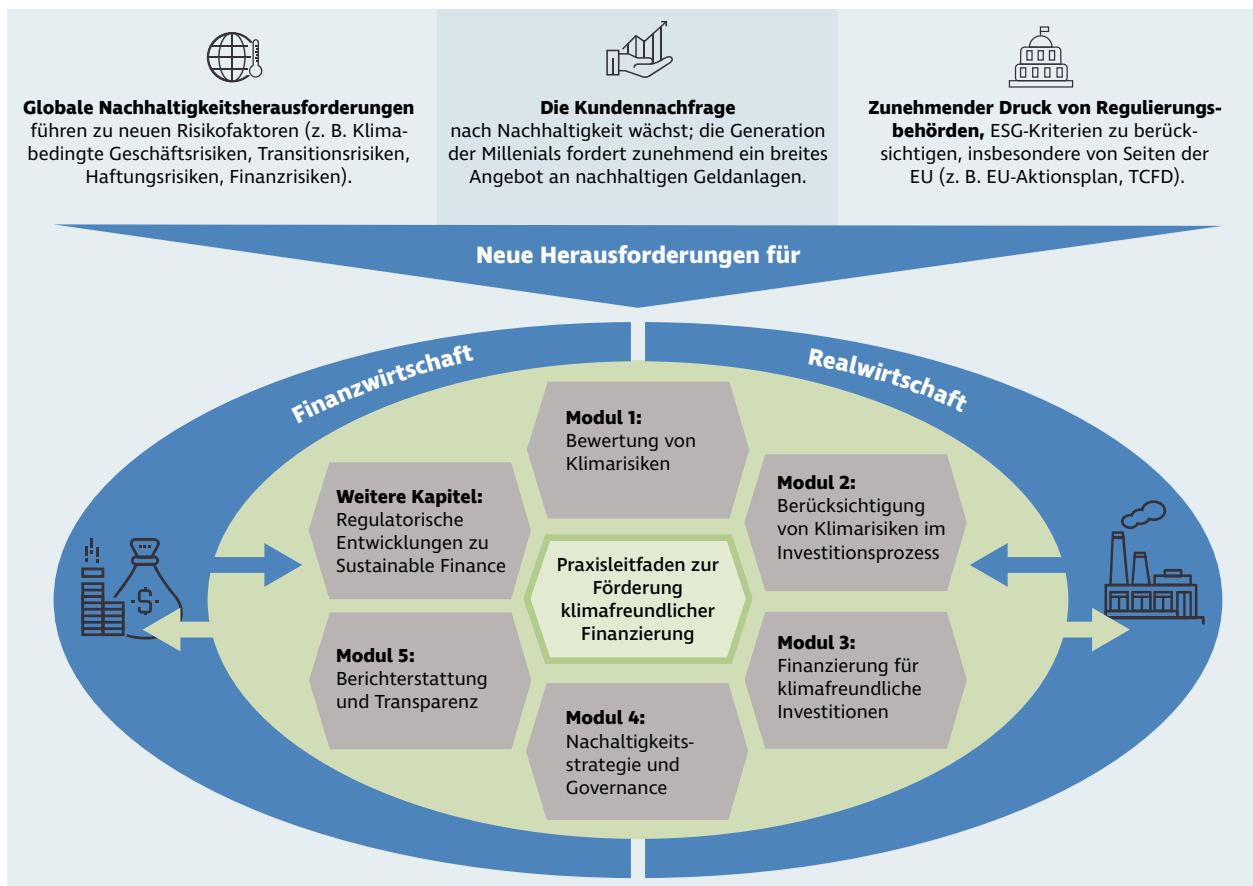 Globale Nachhaltigkeitsherausforderungen
führen zu neuen Risikofaktoren (z. B. Klima-
bedingte Geschäftsrisiken, Transitionsrisiken,
Haftungsrisiken, Finanzrisiken).
Die Kundennachfrage
nach Nachhaltigkeit wächst; die Generation
der Millenials fordert zunehmend ein breites
Angebot an nachhaltigen Geldanlagen.
Zunehmender Druck von Regulierungs-
behörden, ESG-Kriterien zu berück-
sichtigen, insbesondere von Seiten der
EU (z. B. EU-Aktionsplan, TCFD).
Neue Herausforderungen für
Finanzwirtschaft
Realwirtschaft
Modul 1:
Bewertung von
Klimarisiken
Modul 2:
Berücksichtigung
von Klimarisiken im
Investitionsprozess
Weitere Kapitel:
Regulatorische
Entwicklungen zu
Sustainable Finance
Praxisleitfaden zur
Förderung
klimafreundlicher
Finanzierung
$
Modul 3:
Finanzierung für
klimafreundliche
Investitionen
Modul 5:
Berichterstattung
und Transparenz
Modul 4:
Nachaltigkeits-
strategie und
Governance